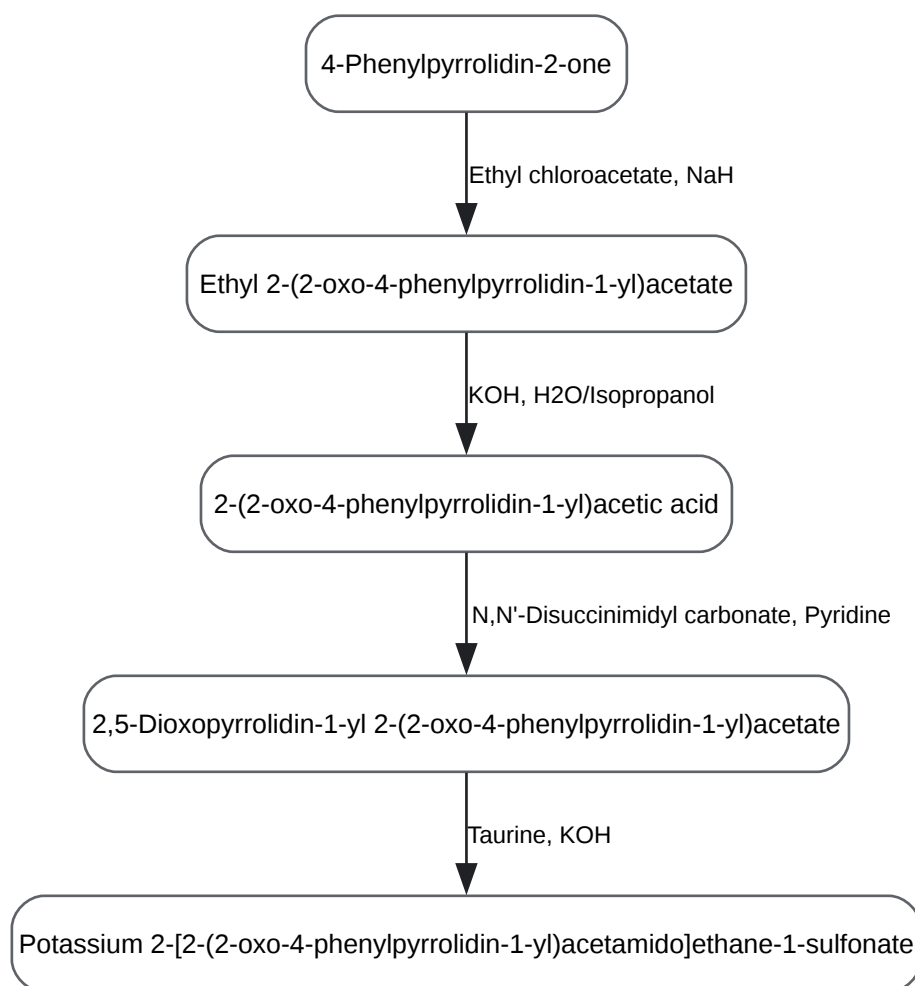 4-Phenylpyrrolidin-2-one
Ethyl chloroacetate, NaH
Ethyl 2-(2-oxo-4-phenylpyrrolidin-1-yl)acetate
KOH, H2O/Isopropanol
2-(2-oxo-4-phenylpyrrolidin-1-yl)acetic acid
N,N'-Disuccinimidyl carbonate, Pyridine
2,5-Dioxopyrrolidin-1-yl 2-(2-oxo-4-phenylpyrrolidin-1-yl)acetate
Taurine, KOH
Potassium 2-[2-(2-oxo-4-phenylpyrrolidin-1-yl)acetamido]ethane-1-sulfonate